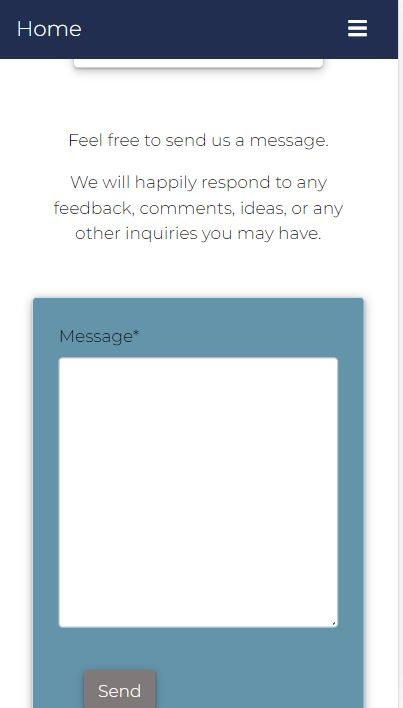 Home
Feel free to send us a message.
We will happily respond to any
feedback, comments, ideas, or any
other inquiries you may have.
Message*
Send